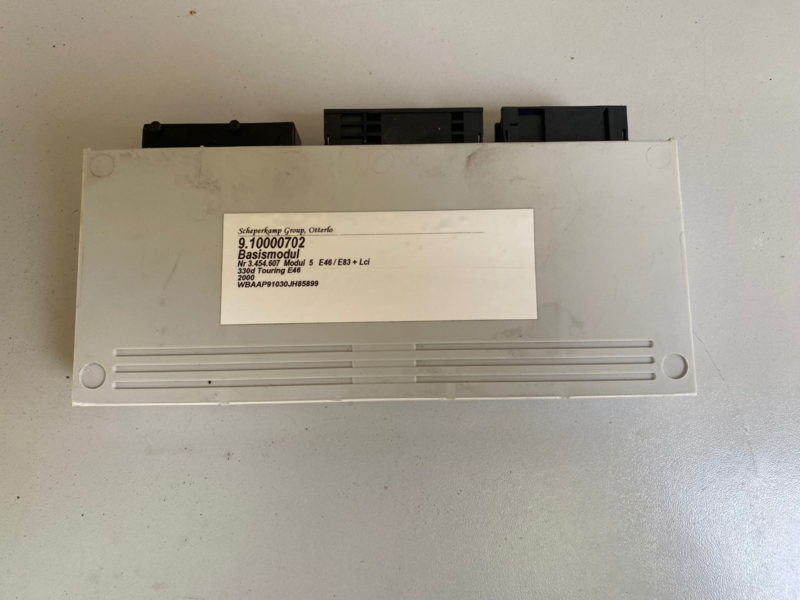 Scheperkamp Group, Otterlo
9.10000702
Basismodul
Nr 3.454.607 Modul 5 E46 / E83 + Lci
330d Touring E46
2000
WBAAP91030JH85899